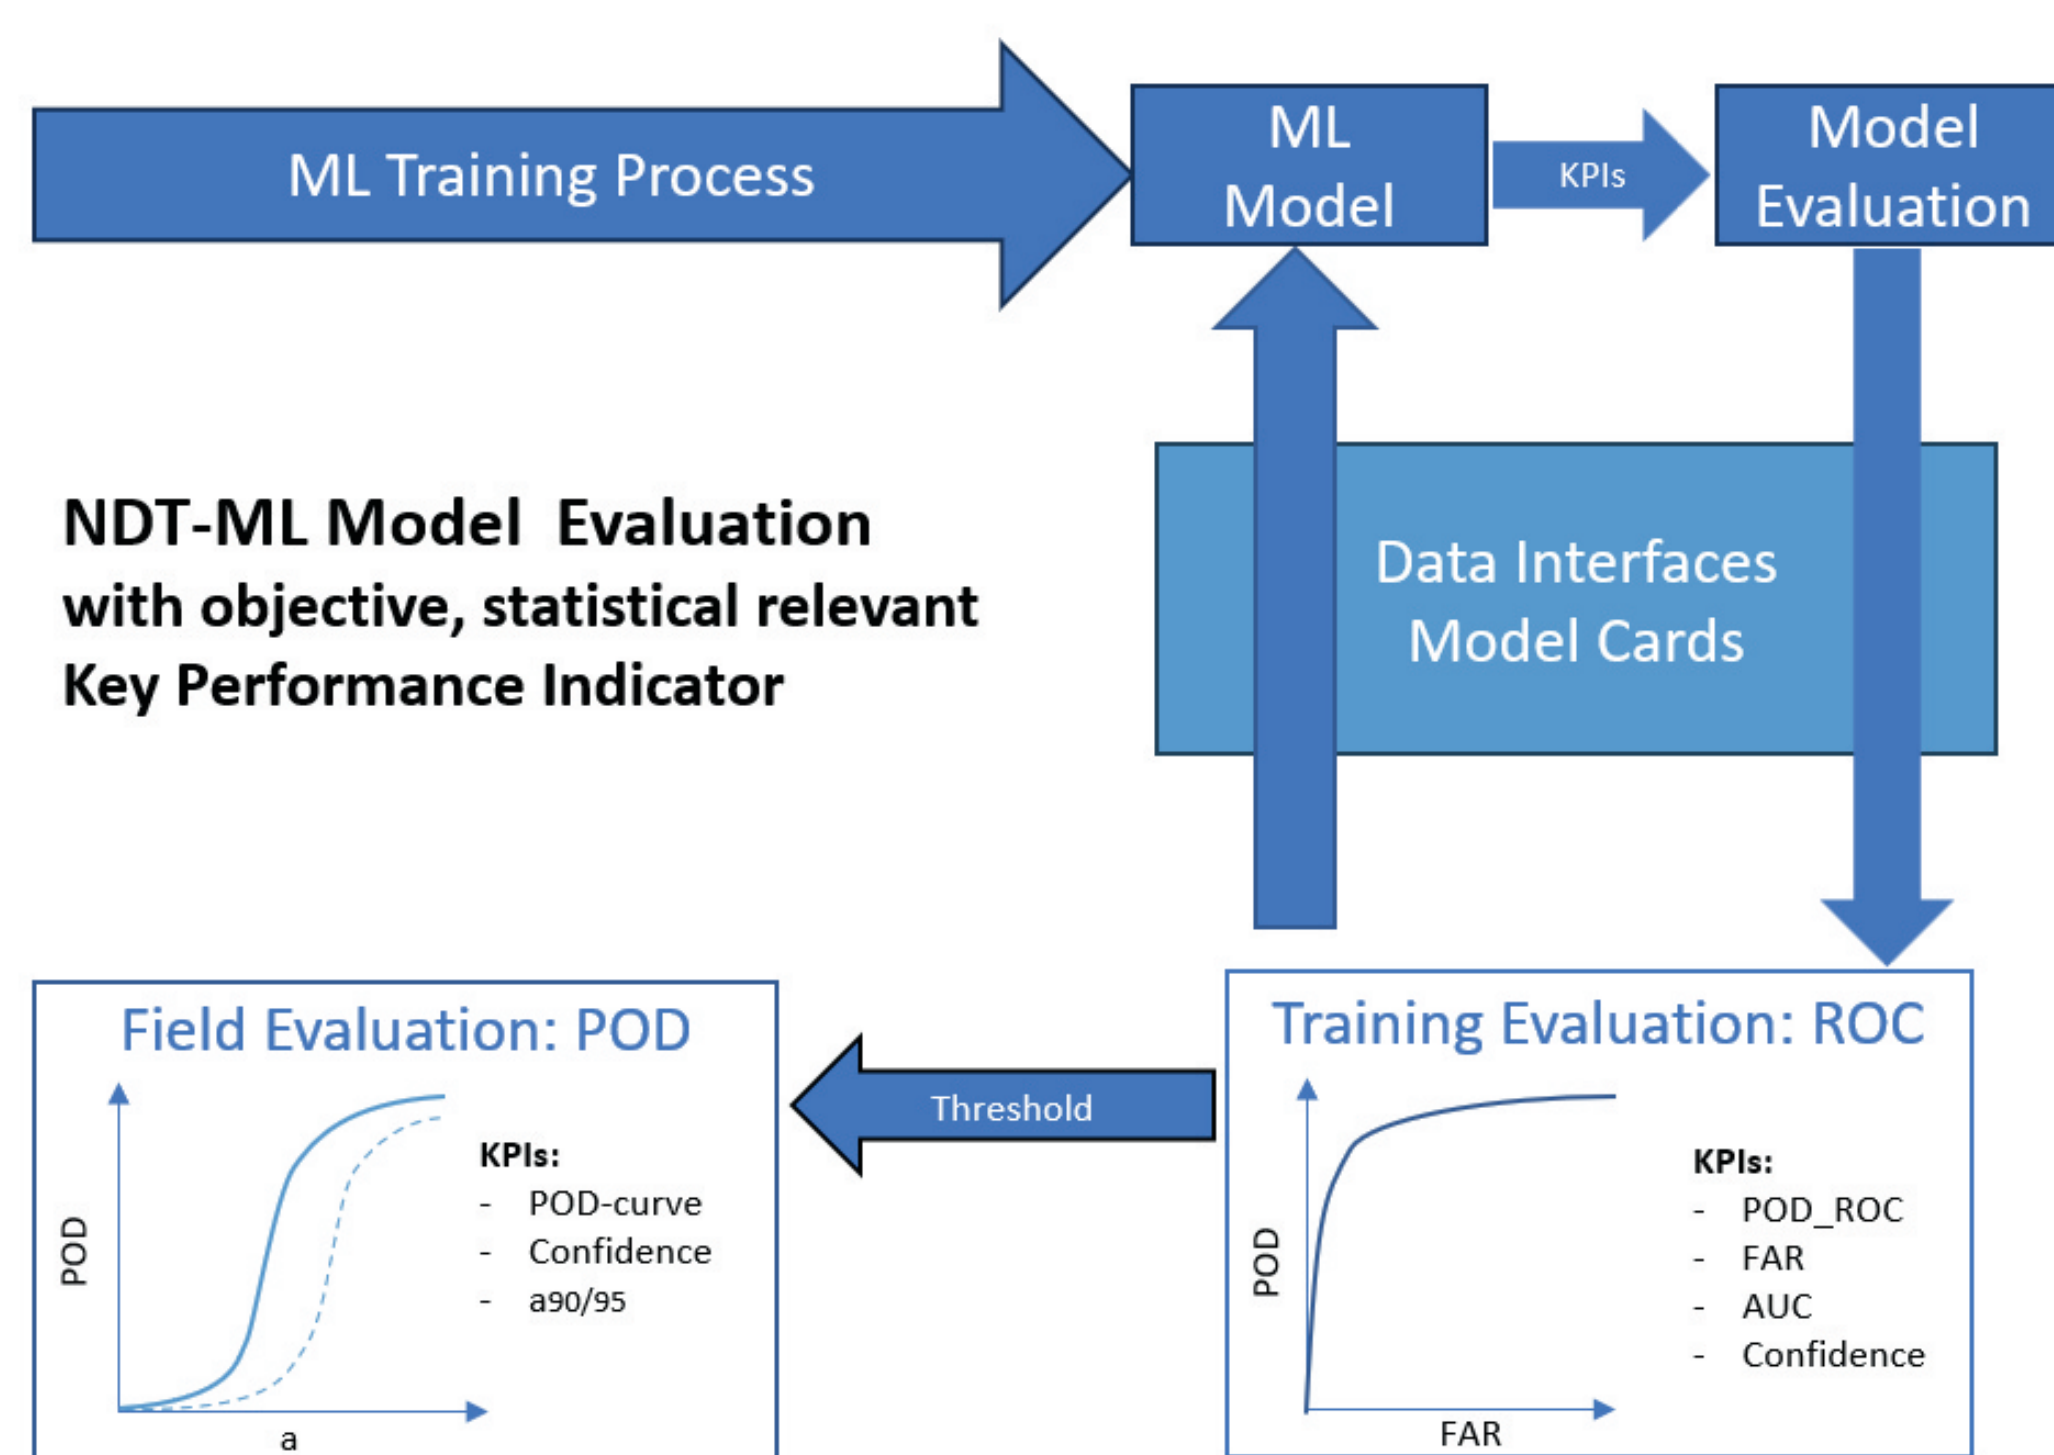 ML Training Process
ML
Model
KPIs
Model
Evaluation
NDT-ML Model  Evaluation
with objective, statistical relevant
Key Performance Indicator
Data Interfaces
Model Cards
Field Evaluation: POD
POD
a
KPIs:
- POD-curve
- Confidence
- a90/95
Threshold
Training Evaluation: ROC
POD
FAR
KPIs:
- POD_ROC
- FAR
- AUC
- Confidence